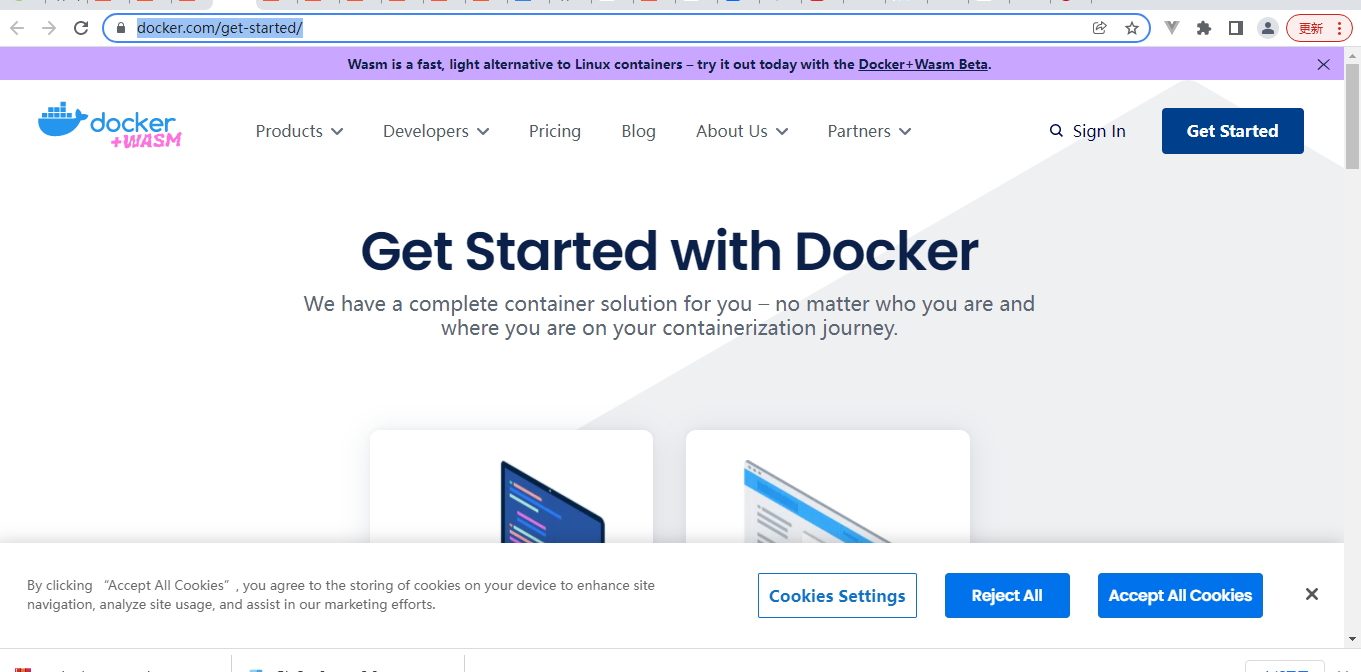 docker.com/get-started/
更新
Wasm is a fast, light alternative to Linux containers – try it out today with the Docker+Wasm Beta.
docker
+WASM
Products
Developers
Pricing
Blog
About Us
Partners
Sign In
Get Started
Get Started with Docker
We have a complete container solution for you – no matter who you are and
where you are on your containerization journey.
By clicking “Accept All Cookies”, you agree to the storing of cookies on your device to enhance site
navigation, analyze site usage, and assist in our marketing efforts.
Cookies Settings
Reject All
Accept All Cookies